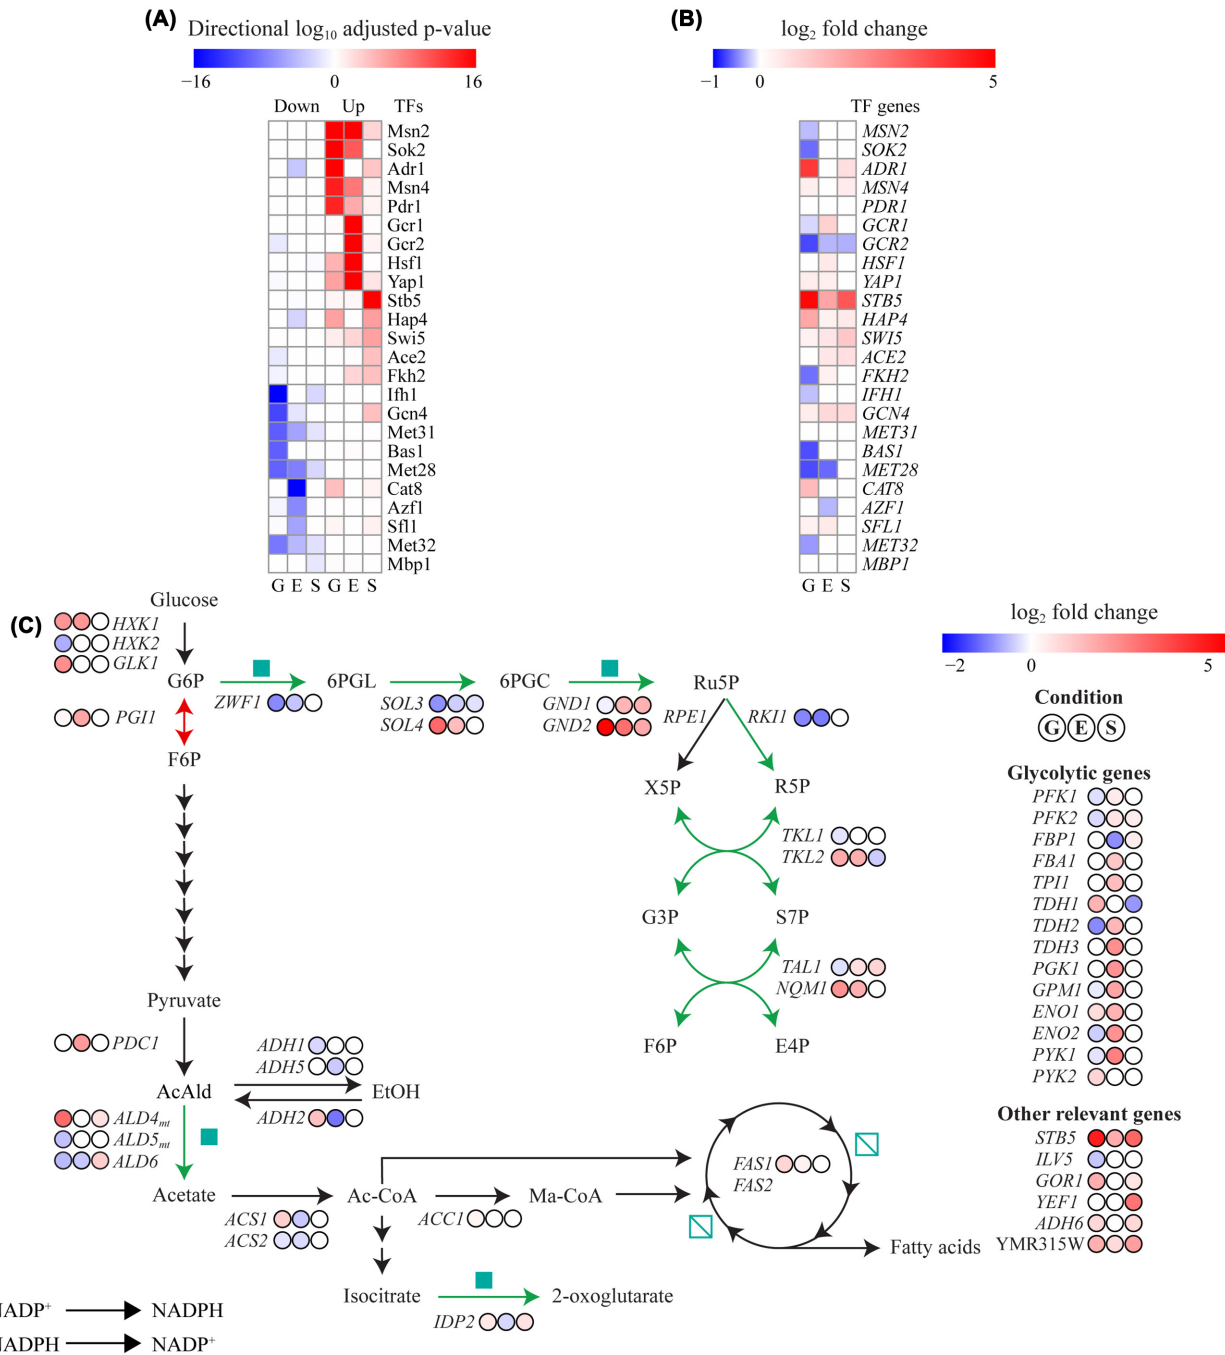 (A)
Directional log₁₀ adjusted p-value
−16 0 16
Down Up TFs
Msn2
Sok2
Adr1
Msn4
Pdr1
Gcr1
Gcr2
Hsf1
Yap1
Stb5
Hap4
Swi5
Ace2
Fkh2
Ifh1
Gcn4
Met31
Bas1
Met28
Cat8
Azf1
Sfl1
Met32
Mbp1
G E S G E S
(B)
log₂ fold change
−1 0 5
TF genes
MSN2
SOK2
ADR1
MSN4
PDR1
GCR1
GCR2
HSF1
YAP1
STB5
HAP4
SWI5
ACE2
FKH2
IFH1
GCN4
MET31
BAS1
MET28
CAT8
AZF1
SFL1
MET32
MBP1
G E S
(C)
Glucose
HXK1
HXK2
GLK1
G6P 6PGL 6PGC Ru5P
ZWF1
SOL3
SOL4
GND1
GND2
RPE1 RKI1
PGI1
F6P
X5P R5P
TKL1
TKL2
G3P S7P
TAL1
NQM1
F6P E4P
Pyruvate
PDC1
ADH1
ADH5
AcAld EtOH
ADH2
ALD4mt
ALD5mt
ALD6
Acetate Ac-CoA Ma-CoA
ACS1
ACS2
ACC1
FAS1
FAS2
Fatty acids
Isocitrate 2-oxoglutarate
IDP2
NADPH
NADP⁺
log₂ fold change
−2 0 5
Condition
G E S
Glycolytic genes
PFK1
PFK2
FBP1
FBA1
TPI1
TDH1
TDH2
TDH3
PGK1
GPM1
ENO1
ENO2
PYK1
PYK2
Other relevant genes
STB5
ILV5
GOR1
YEF1
ADH6
YMR315W